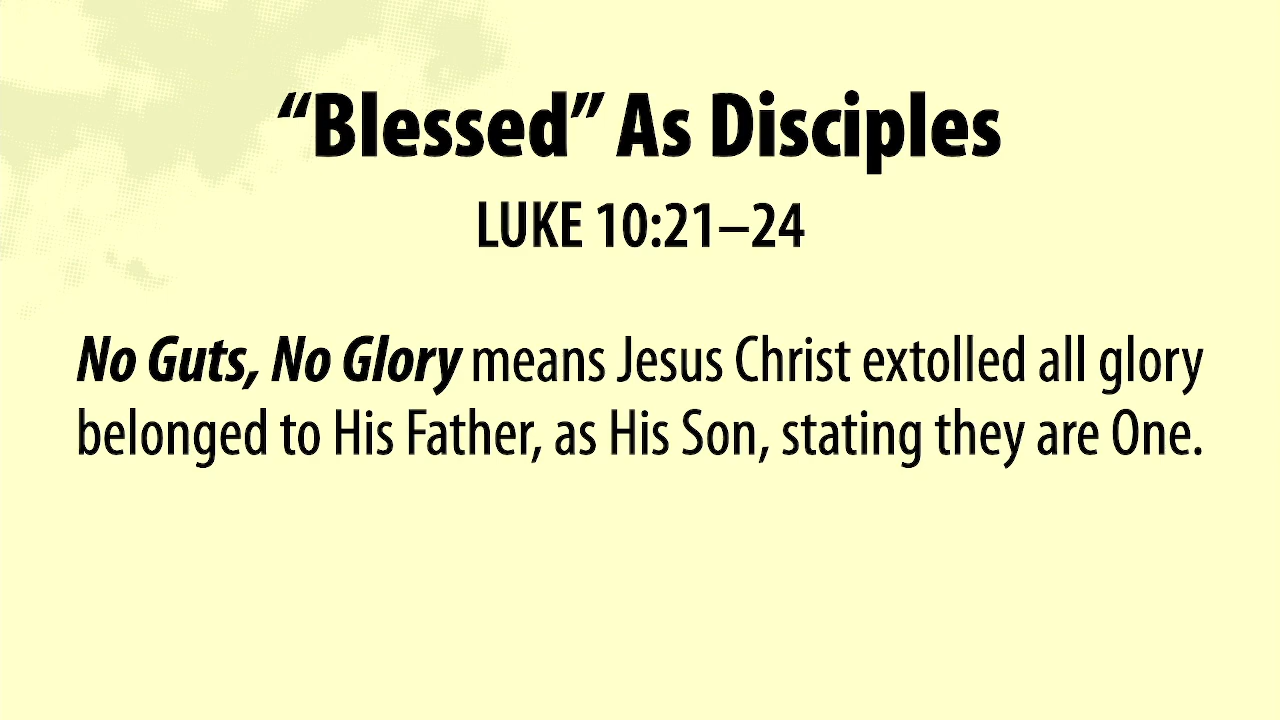 “Blessed” As Disciples
LUKE 10:21–24
No Guts, No Glory means Jesus Christ extolled all glory
belonged to His Father, as His Son, stating they are One.